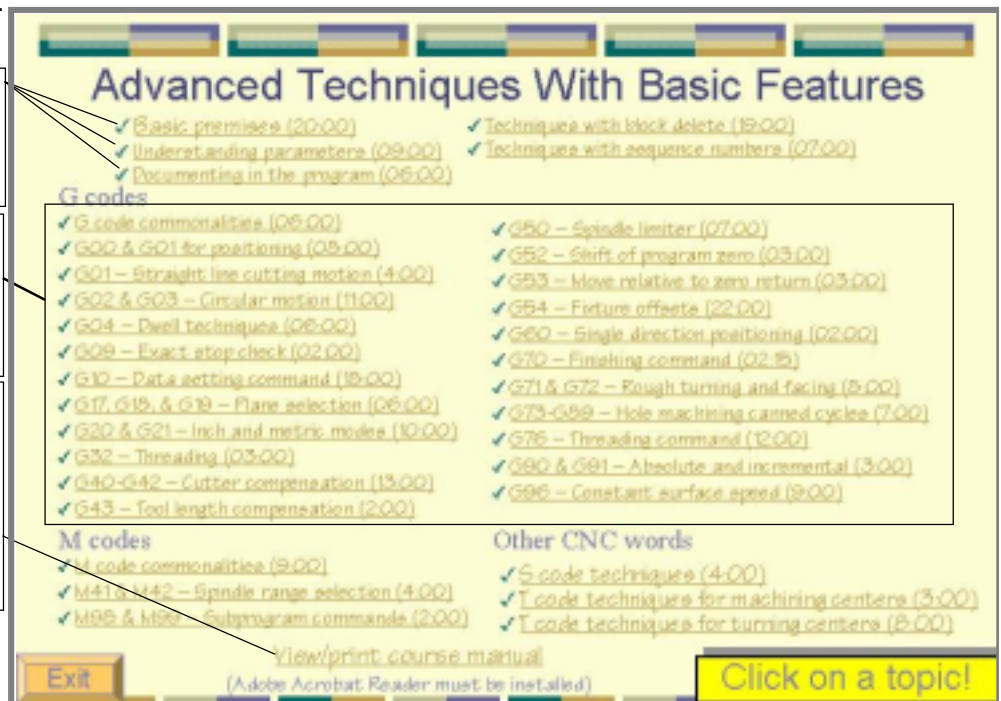 Advanced Techniques With Basic Features
✓ Basic premises (20:00)
✓ Understanding parameters (09:00)
✓ Documenting in the program (06:00)
✓ Techniques with block delete (19:00)
✓ Techniques with sequence numbers (07:00)
G codes
✓ G code commonalities (06:00)
✓ G00 & G01 for positioning (08:00)
✓ G01 – Straight line cutting motion (4:00)
✓ G02 & G03 – Circular motion (11:00)
✓ G04 – Dwell techniques (06:00)
✓ G09 – Exact stop check (02:00)
✓ G10 – Data setting command (18:00)
✓ G17, G18, & G19 – Plane selection (06:00)
✓ G20 & G21 – Inch and metric modes (10:00)
✓ G32 – Threading (03:00)
✓ G40-G42 – Cutter compensation (13:00)
✓ G43 – Tool length compensation (2:00)
✓ G50 – Spindle limiter (07:00)
✓ G52 – Shift of program zero (03:00)
✓ G53 – Move relative to zero return (03:00)
✓ G54 – Fixture offsets (22:00)
✓ G60 – Single direction positioning (02:00)
✓ G70 – Finishing command (02:15)
✓ G71 & G72 – Rough turning and facing (8:00)
✓ G73-G89 – Hole machining canned cycles (7:00)
✓ G76 – Threading command (12:00)
✓ G90 & G91 – Absolute and incremental (3:00)
✓ G96 – Constant surface speed (9:00)
M codes
✓ M code commonalities (9:00)
✓ M41 & M42 – Spindle range selection (4:00)
✓ M98 & M99 – Subprogram commands (2:00)
Other CNC words
✓ S code techniques (4:00)
✓ T code techniques for machining centers (3:00)
✓ T code techniques for turning centers (8:00)
View/print course manual
(Adobe Acrobat Reader must be installed)
Exit
Click on a topic!